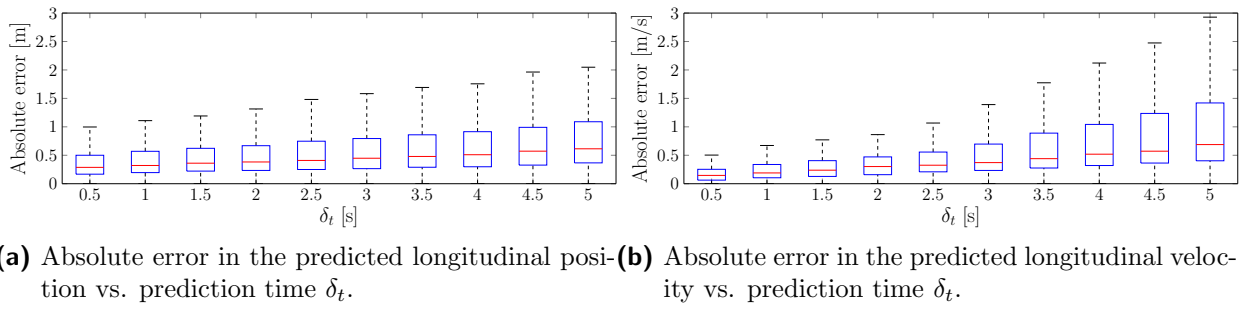 Absolute error [m]
3
2.5
2
1.5
1
0.5
0
0.5 1 1.5 2 2.5 3 3.5 4 4.5 5
δt [s]
(a) Absolute error in the predicted longitudinal posi-
tion vs. prediction time δt.
Absolute error [m/s]
3
2.5
2
1.5
1
0.5
0
0.5 1 1.5 2 2.5 3 3.5 4 4.5 5
δt [s]
(b) Absolute error in the predicted longitudinal veloc-
ity vs. prediction time δt.